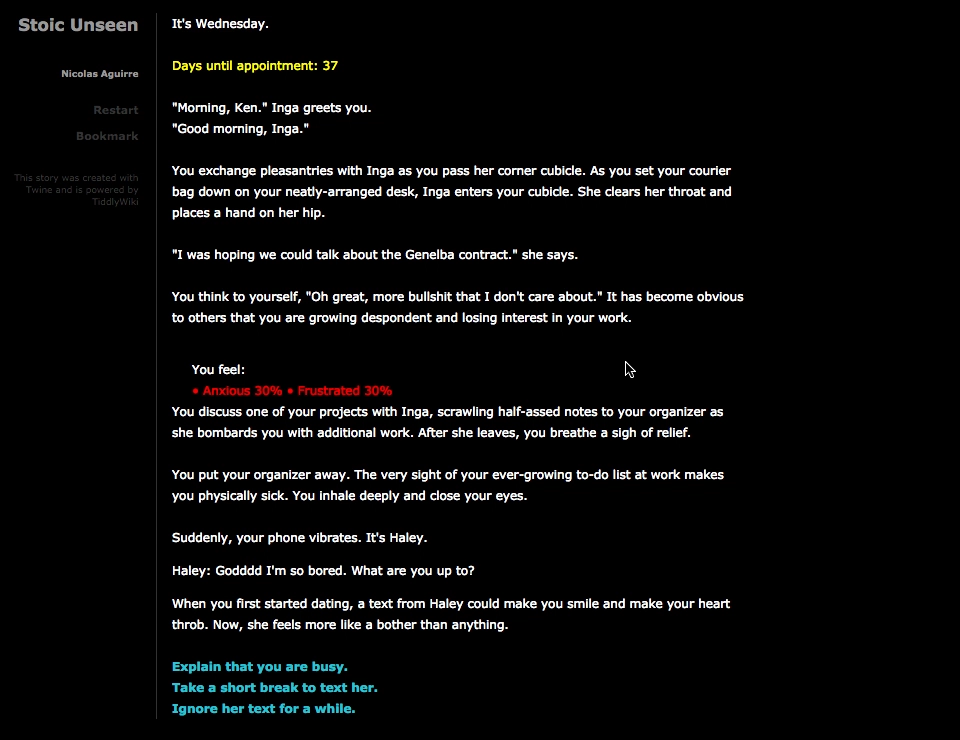 Stoic Unseen
Nicolas Aguirre
Restart
Bookmark
This story was created with
Twine and is powered by
TiddlyWiki
It's Wednesday.
Days until appointment: 37
"Morning, Ken." Inga greets you.
"Good morning, Inga."
You exchange pleasantries with Inga as you pass her corner cubicle. As you set your courier
bag down on your neatly-arranged desk, Inga enters your cubicle. She clears her throat and
places a hand on her hip.
"I was hoping we could talk about the Genelba contract." she says.
You think to yourself, "Oh great, more bullshit that I don't care about." It has become obvious
to others that you are growing despondent and losing interest in your work.
You feel:
• Anxious 30% • Frustrated 30%
You discuss one of your projects with Inga, scrawling half-assed notes to your organizer as
she bombards you with additional work. After she leaves, you breathe a sigh of relief.
You put your organizer away. The very sight of your ever-growing to-do list at work makes
you physically sick. You inhale deeply and close your eyes.
Suddenly, your phone vibrates. It's Haley.
Haley: Godddd I'm so bored. What are you up to?
When you first started dating, a text from Haley could make you smile and make your heart
throb. Now, she feels more like a bother than anything.
Explain that you are busy.
Take a short break to text her.
Ignore her text for a while.